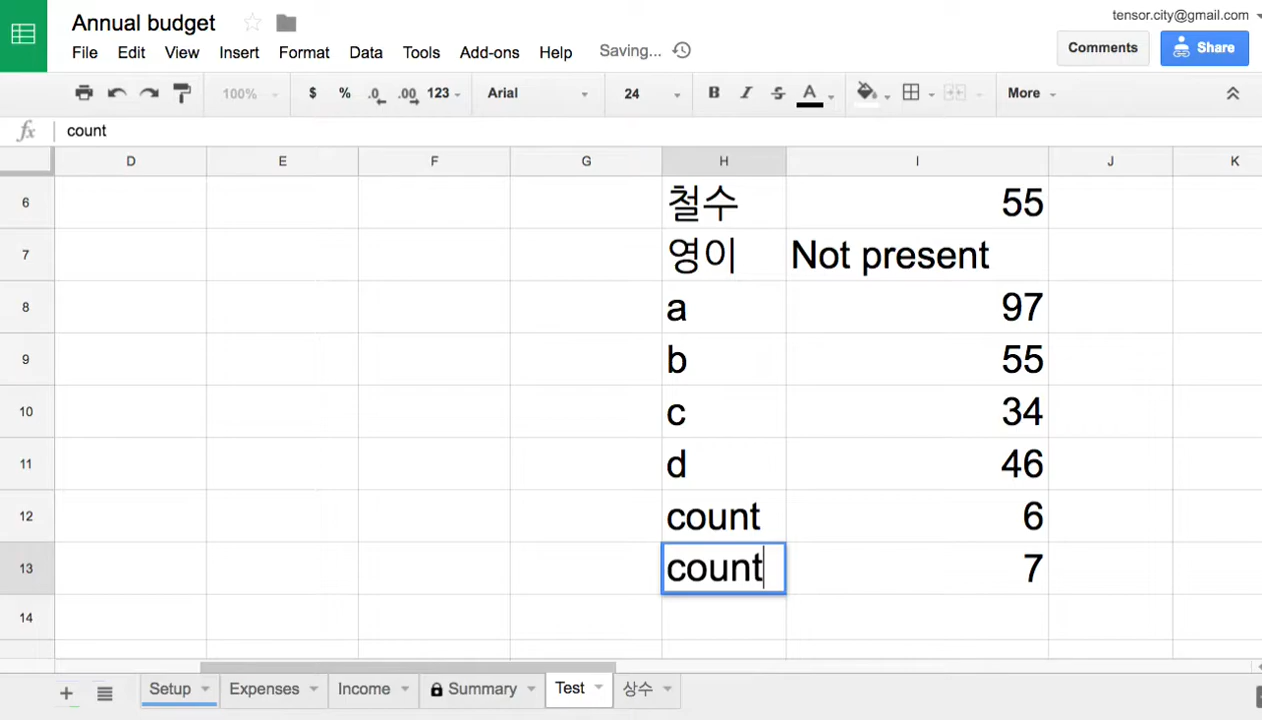 tensor.city@gmail.com
Annual budget
File Edit View Insert Format Data Tools Add-ons Help Saving...
Comments Share
100% $ % .0 .00 123 Arial 24 B I S A More
fx count
D E F G H I J K
6 철수 55
7 영이 Not present
8 a 97
9 b 55
10 c 34
11 d 46
12 count 6
13 count 7
14
+ Setup Expenses Income Summary Test 상수